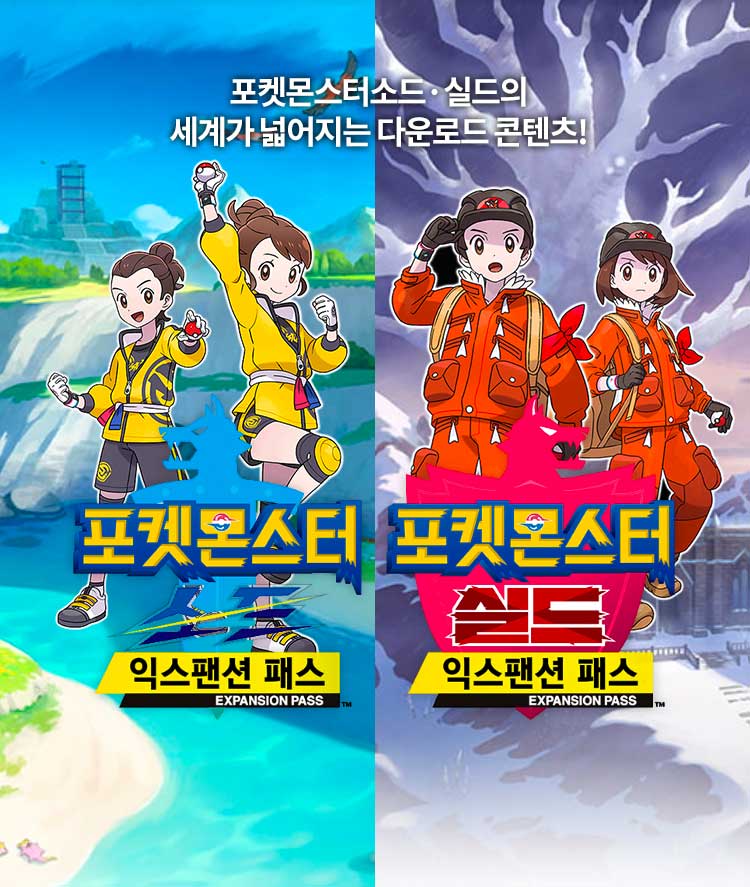 포켓몬스터소드·실드의
세계가 넓어지는 다운로드 콘텐츠!
포켓몬스터
소드
익스팬션 패스
EXPANSION PASS
TM
포켓몬스터
실드
익스팬션 패스
EXPANSION PASS
TM